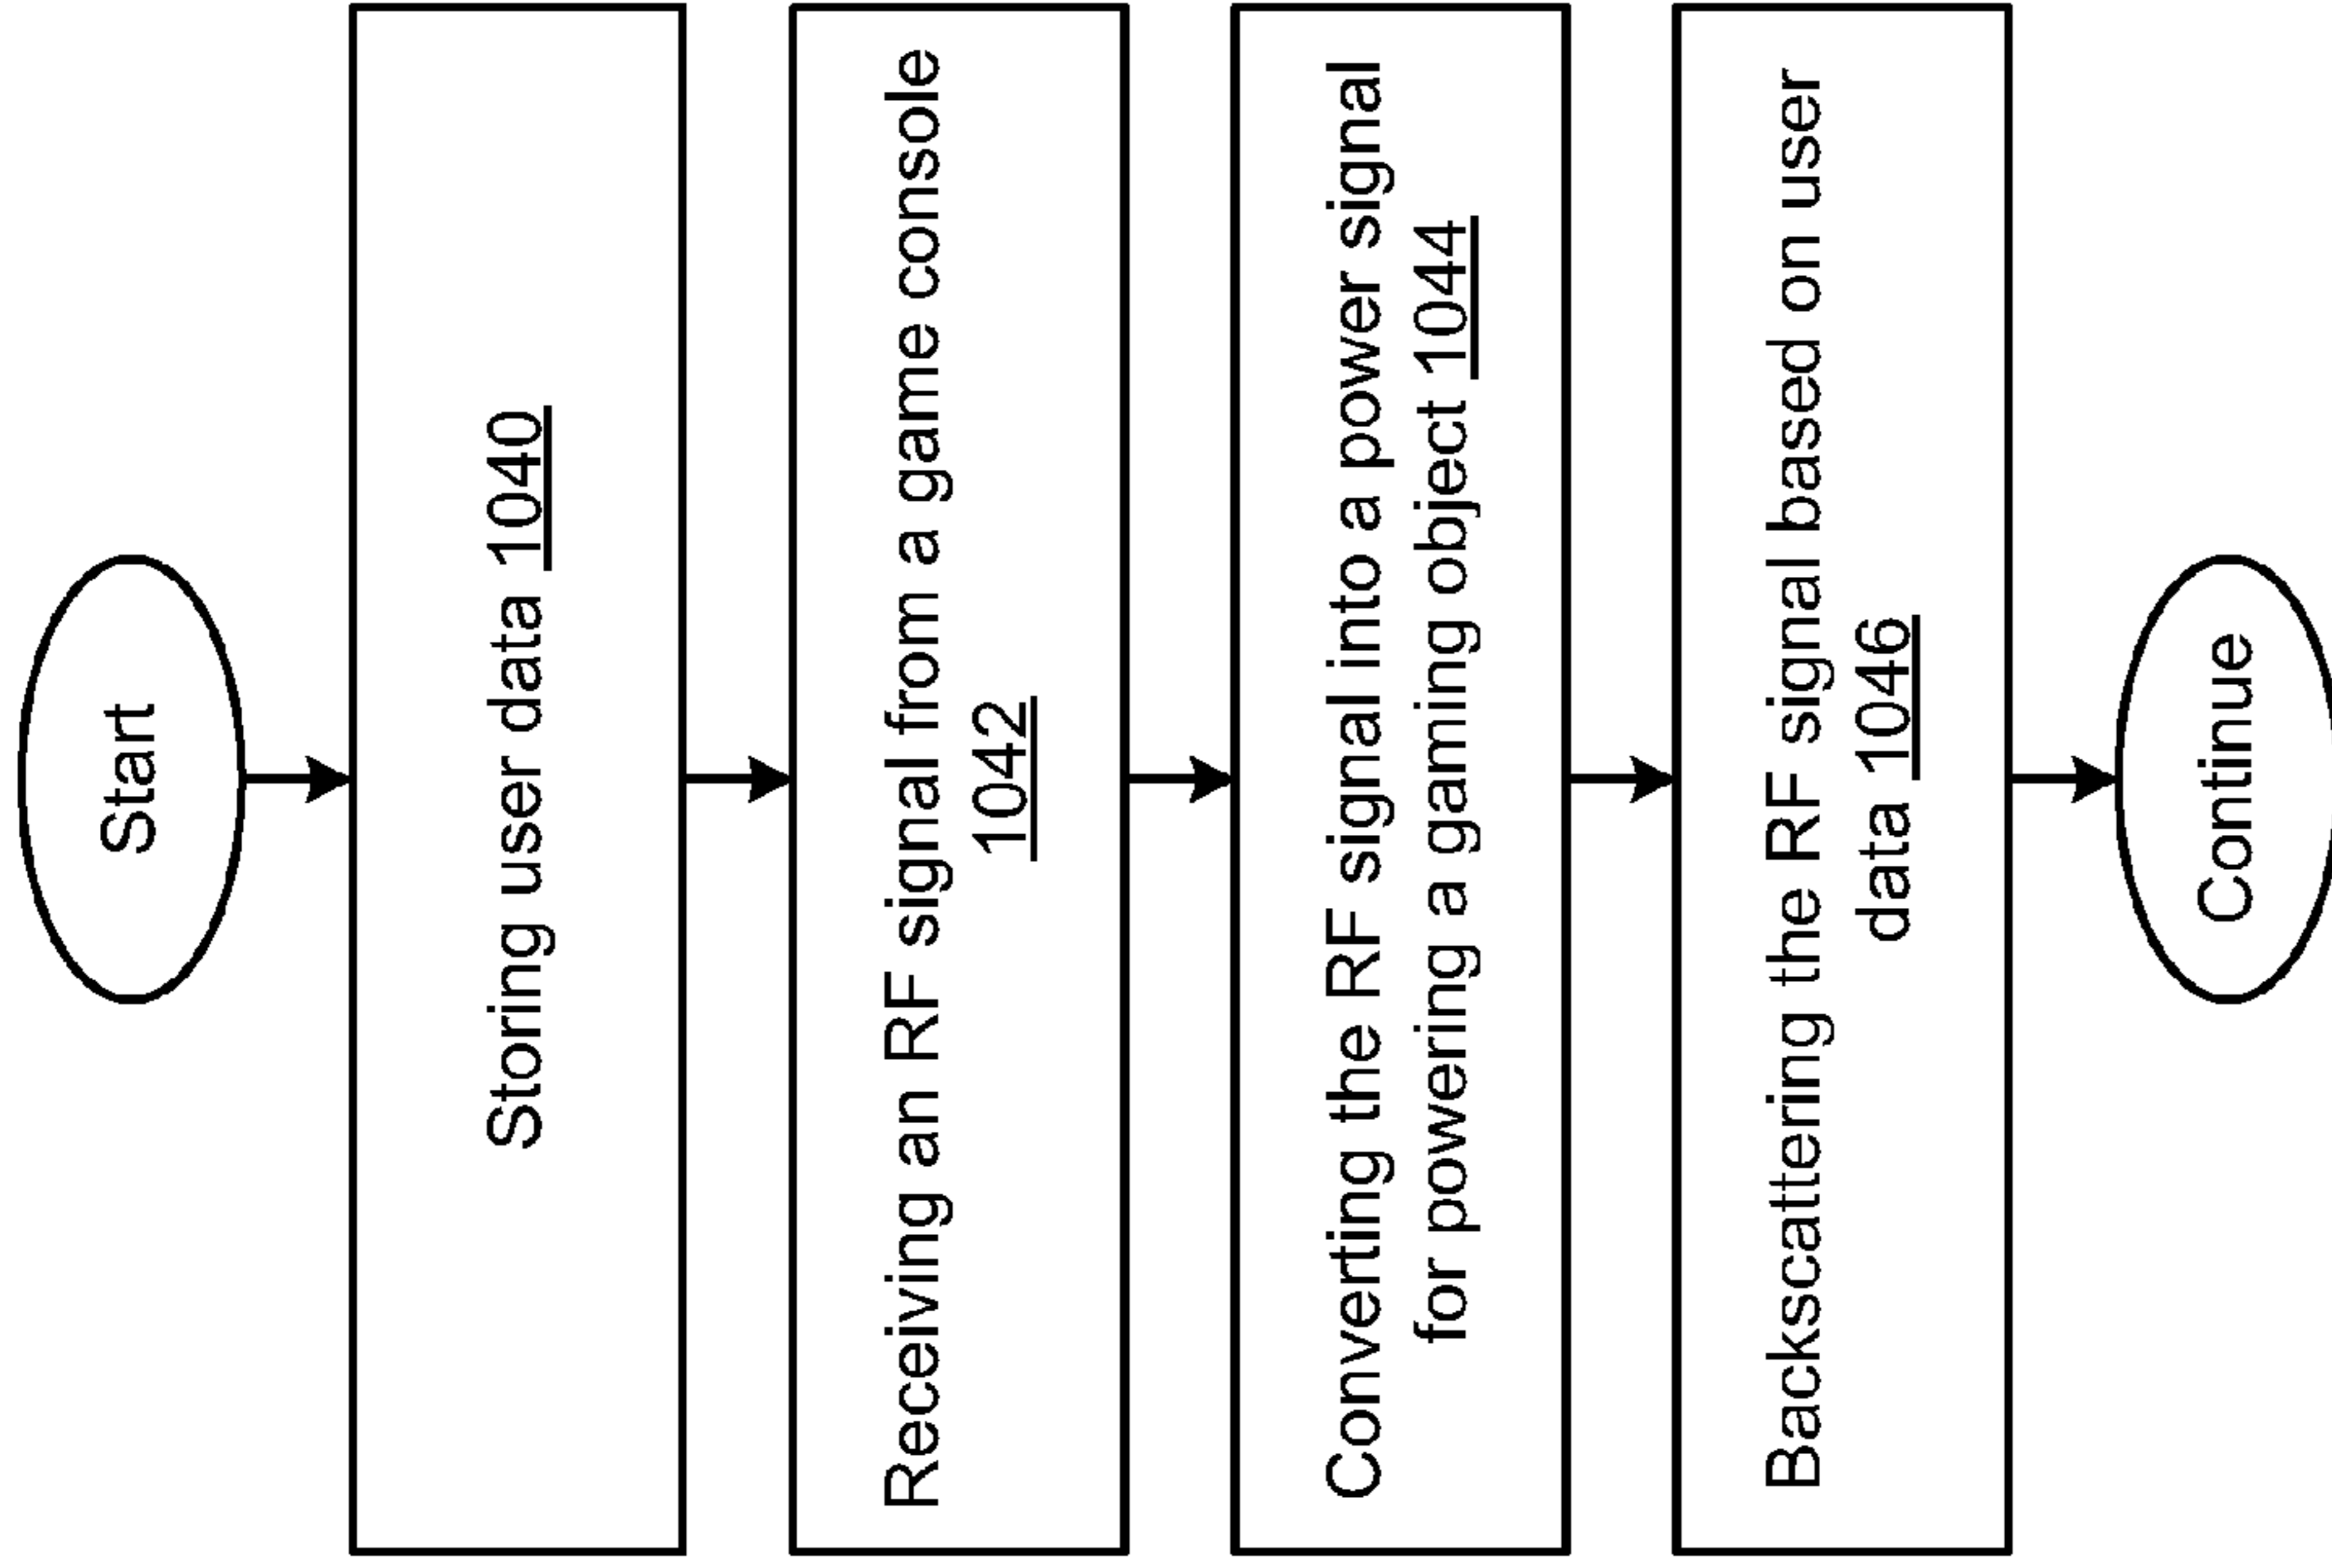 Start
Storing user data 1040
Receiving an RF signal from a game console
1042
Converting the RF signal into a power signal
for powering a gaming object 1044
Backscattering the RF signal based on user
data 1046
Continue